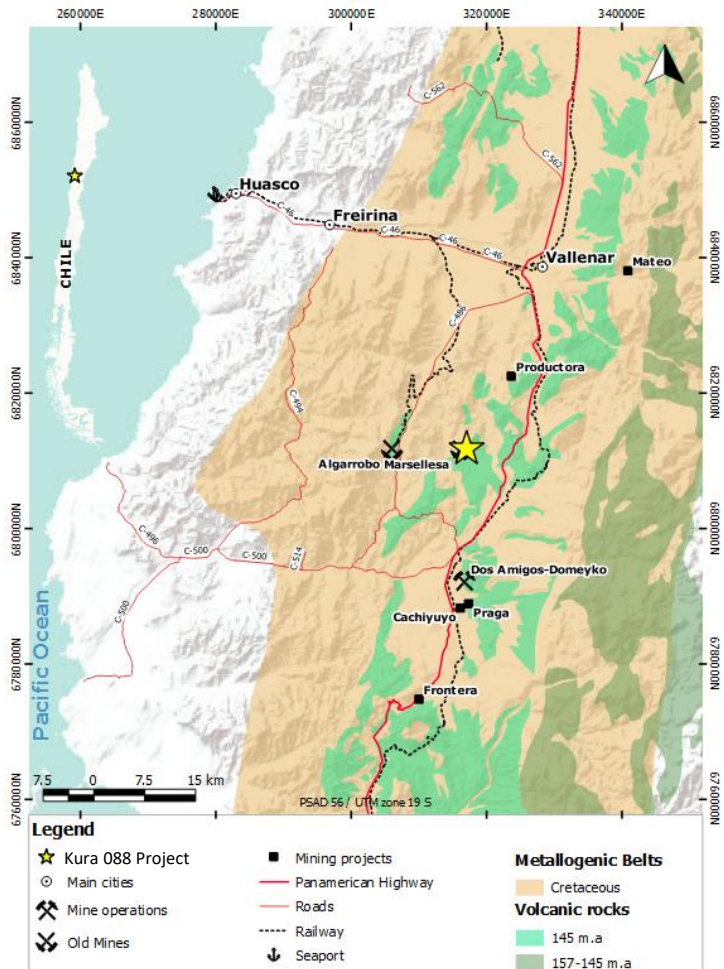 260000E
280000E
300000E
320000E
340000E
6860000N
6860000N
C-562
C-562
Huasco
C-46
Freirina
C-46
C-46
C-46
CHILE
Vallenar
6840000N
6840000N
Mateo
C-486
Productora
6820000N
6820000N
C-494
Algarrobo Marsellesa
C-496
C-500
C-500
C-514
6800000N
6800000N
Dos Amigos-Domeyko
C-500
Cachiyuyo
Praga
Pacific Ocean
6780000N
6780000N
Frontera
7.5 0 7.5 15 km
PSAD 56 / UTM zone 19 S
6760000N
6760000N
Legend
Kura 088 Project
Main cities
Mine operations
Old Mines
Mining projects
Panamerican Highway
Roads
Railway
Seaport
Metallogenic Belts
Cretaceous
Volcanic rocks
145 m.a
157-145 m.a